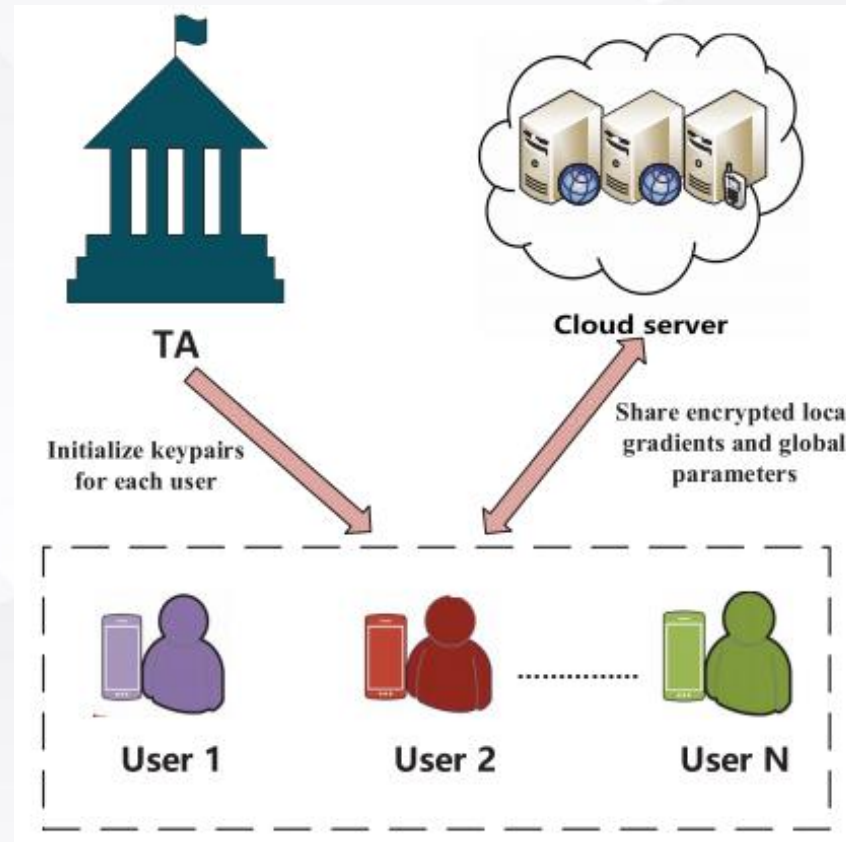 TA
Cloud server
Initialize keypairs
for each user
Share encrypted loca
gradients and global
parameters
User 1
User 2
User N